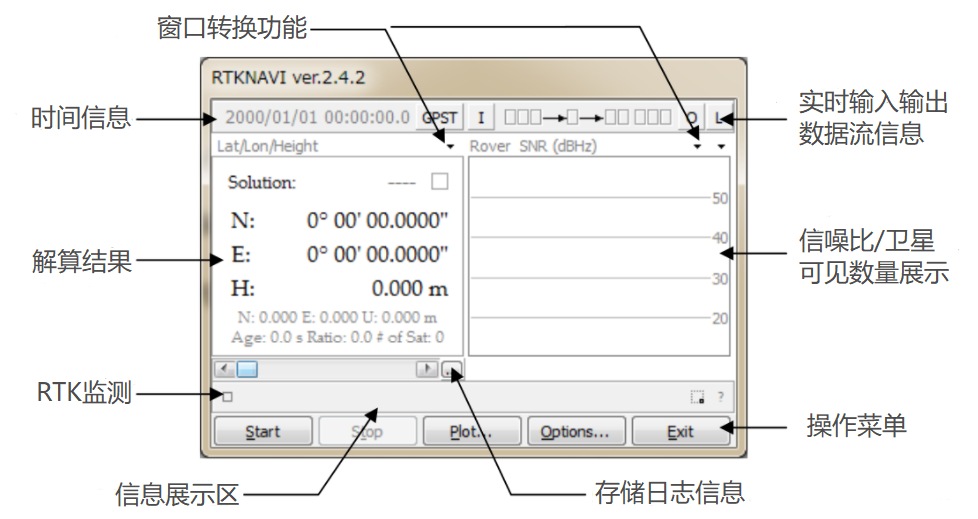 窗口转换功能
RTKNAVI ver.2.4.2
时间信息
2000/01/01 00:00:00.0 GPST I O L
实时输入输出
数据流信息
Lat/Lon/Height
Rover SNR (dBHz)
Solution: ----
N: 0° 00' 00.0000"
E: 0° 00' 00.0000"
H: 0.000 m
N: 0.000 E: 0.000 U: 0.000 m
Age: 0.0 s Ratio: 0.0 # of Sat: 0
50
40
30
20
解算结果
信噪比/卫星
可见数量展示
RTK监测
...
?
Start Stop Plot... Options... Exit
操作菜单
信息展示区
存储日志信息